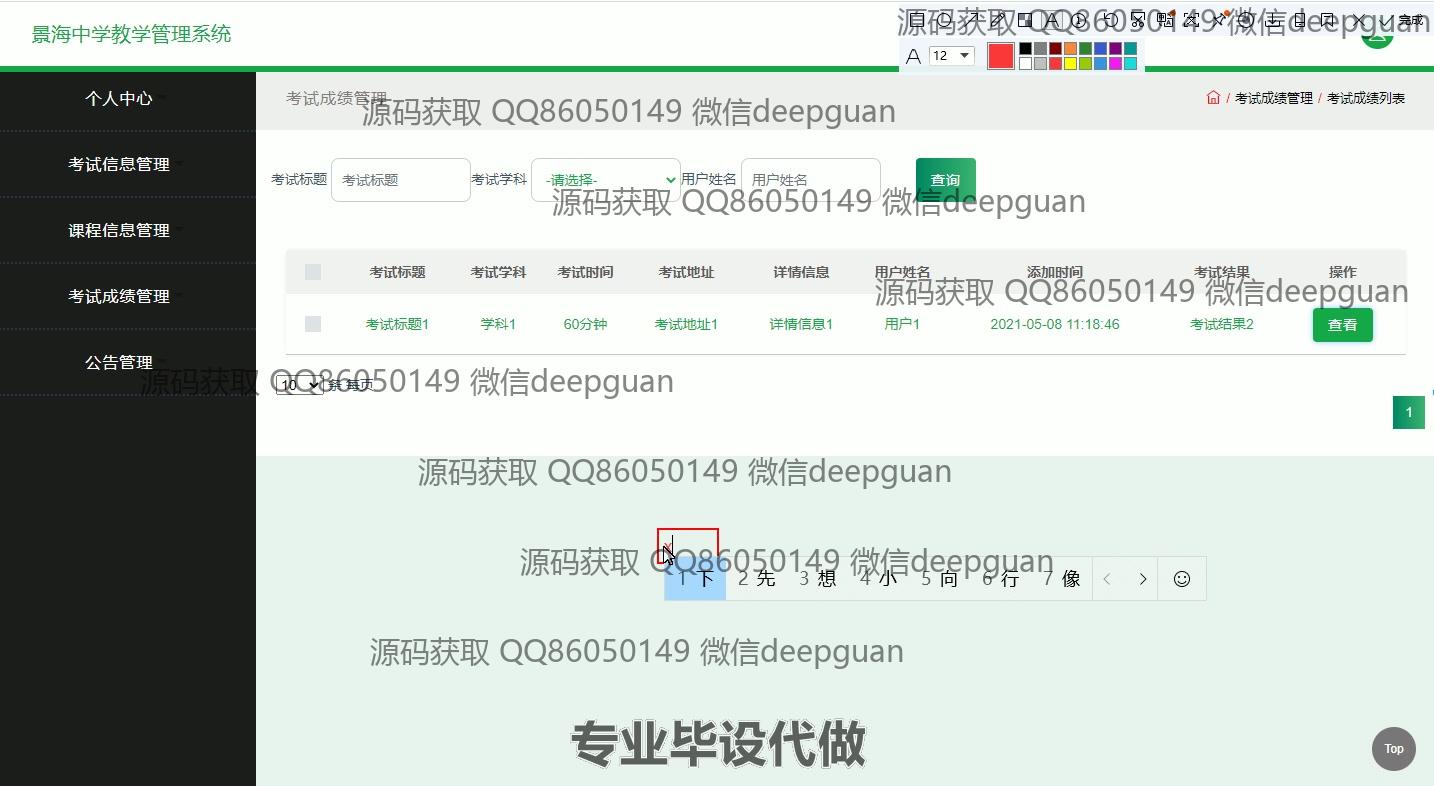 景海中学教学管理系统
完成
源码获取 QQ86050149 微信deepguan
A 12
个人中心
考试信息管理
课程信息管理
考试成绩管理
公告管理
考试成绩管理
/ 考试成绩管理 / 考试成绩列表
源码获取 QQ86050149 微信deepguan
考试标题 考试标题 考试学科 -请选择- 用户姓名 用户姓名 查询
源码获取 QQ86050149 微信deepguan
考试标题 考试学科 考试时间 考试地址 详情信息 用户姓名 添加时间 考试结果 操作
源码获取 QQ86050149 微信deepguan
考试标题1 学科1 60分钟 考试地址1 详情信息1 用户1 2021-05-08 11:18:46 考试结果2 查看
10 条 每页
源码获取 QQ86050149 微信deepguan
1
源码获取 QQ86050149 微信deepguan
x
源码获取 QQ86050149 微信deepguan
1 下 2 先 3 想 4 小 5 向 6 行 7 像
源码获取 QQ86050149 微信deepguan
专业毕设代做
Top